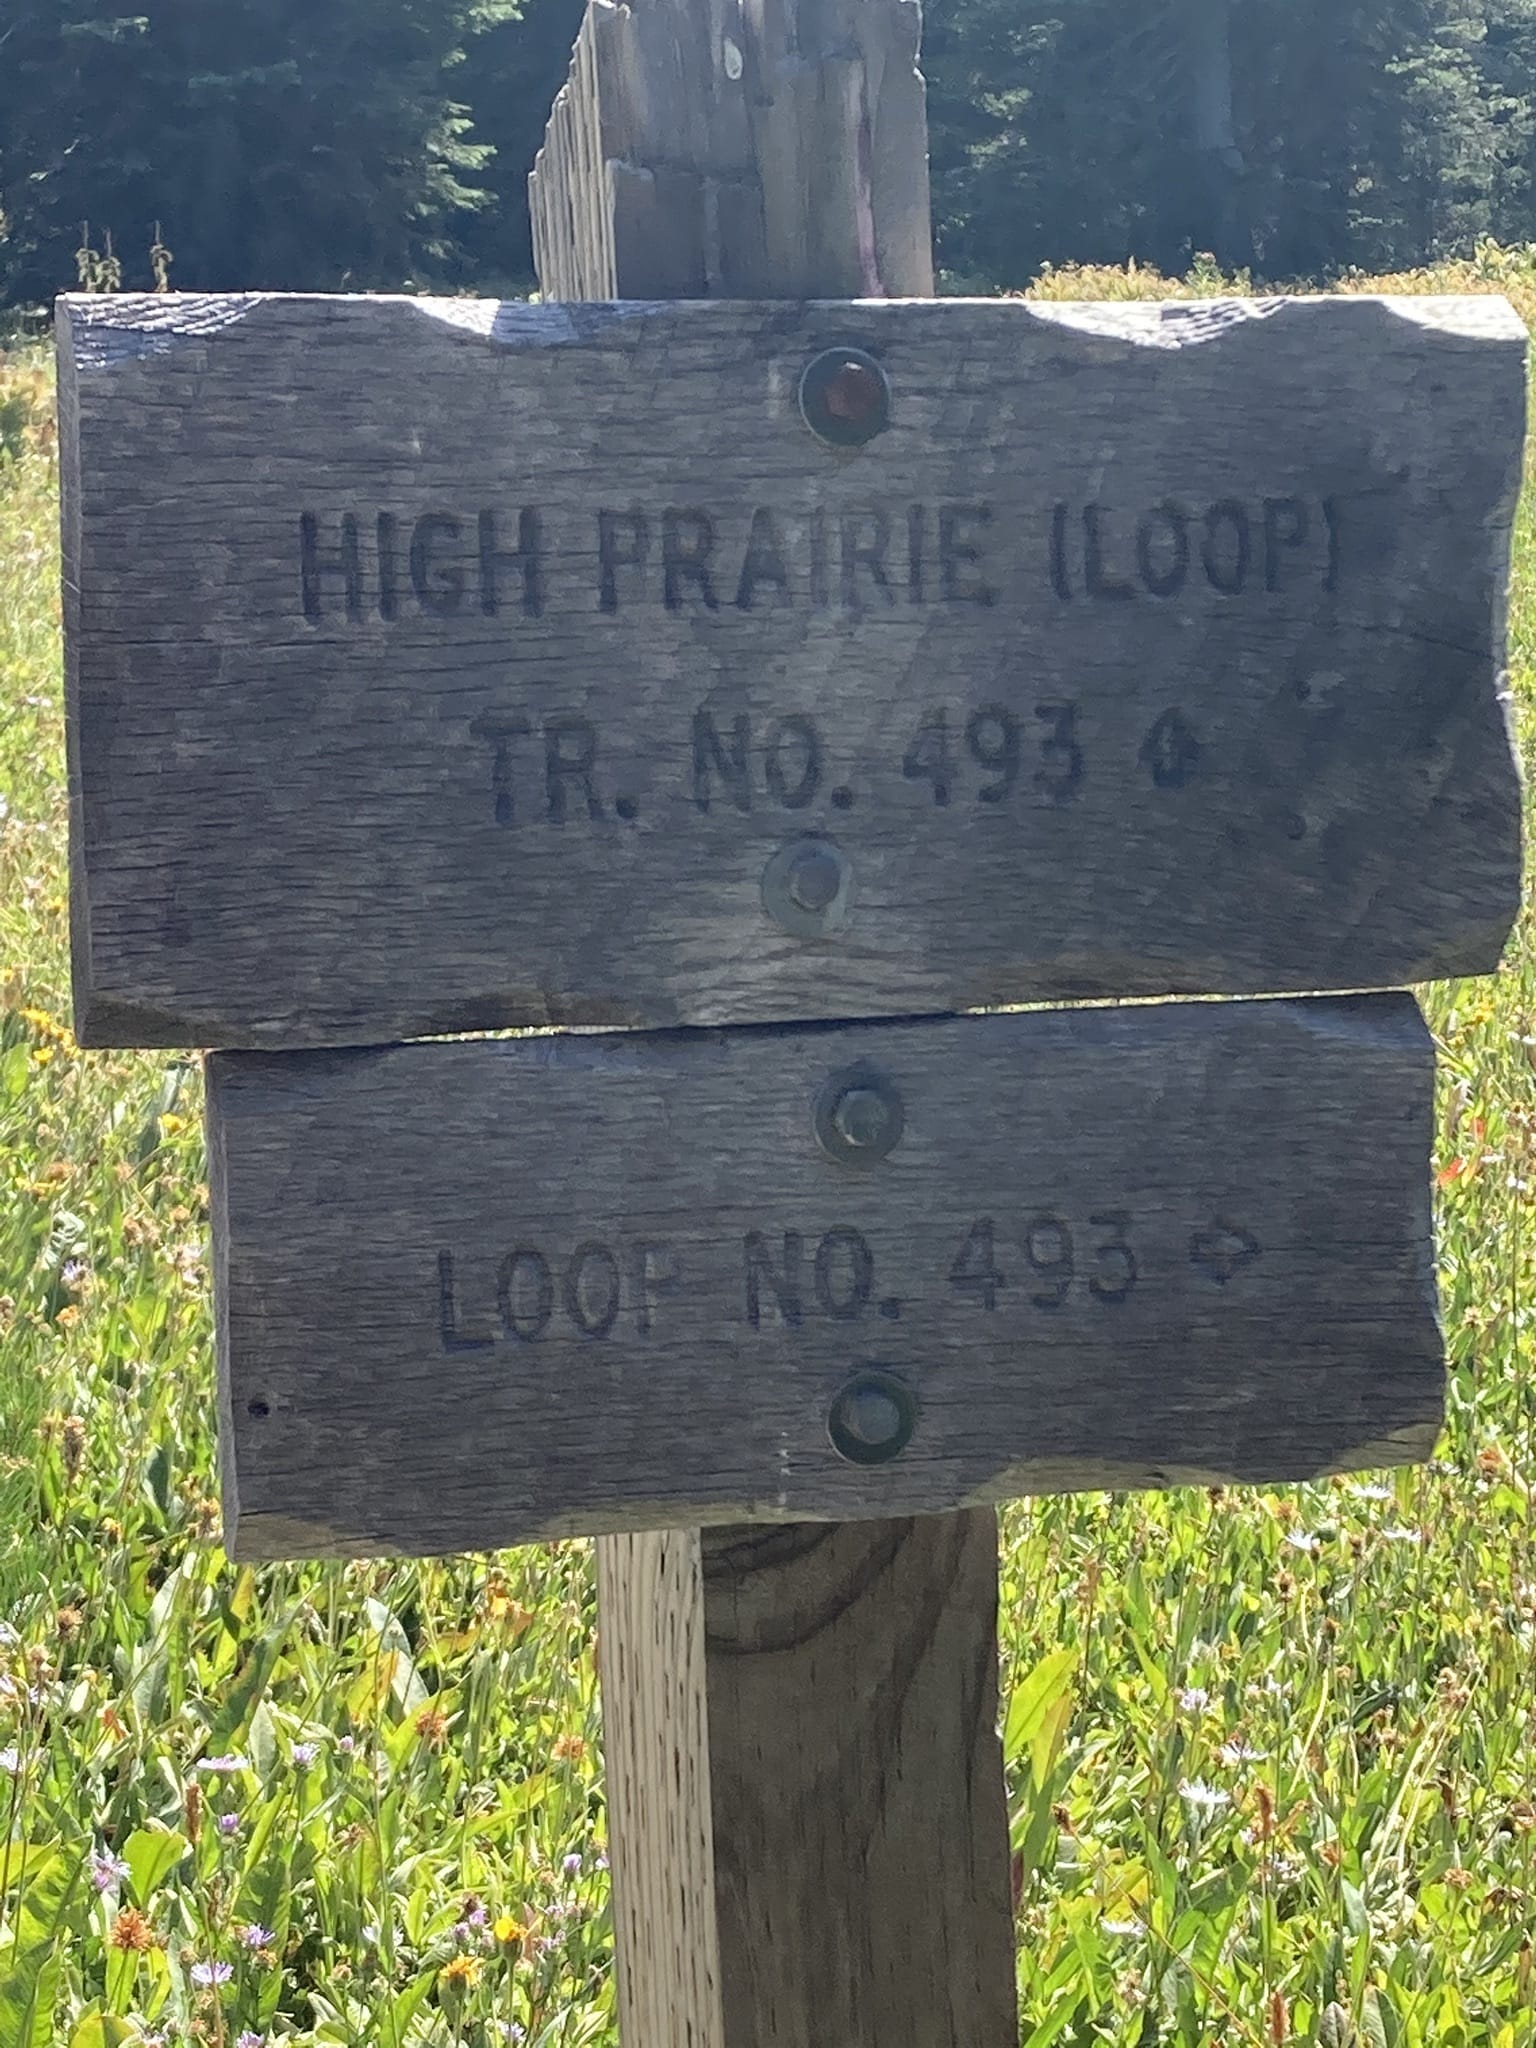 HIGH PRAIRIE (LOOP)
TR. NO. 493 ⇧
LOOP NO. 493 ⇨